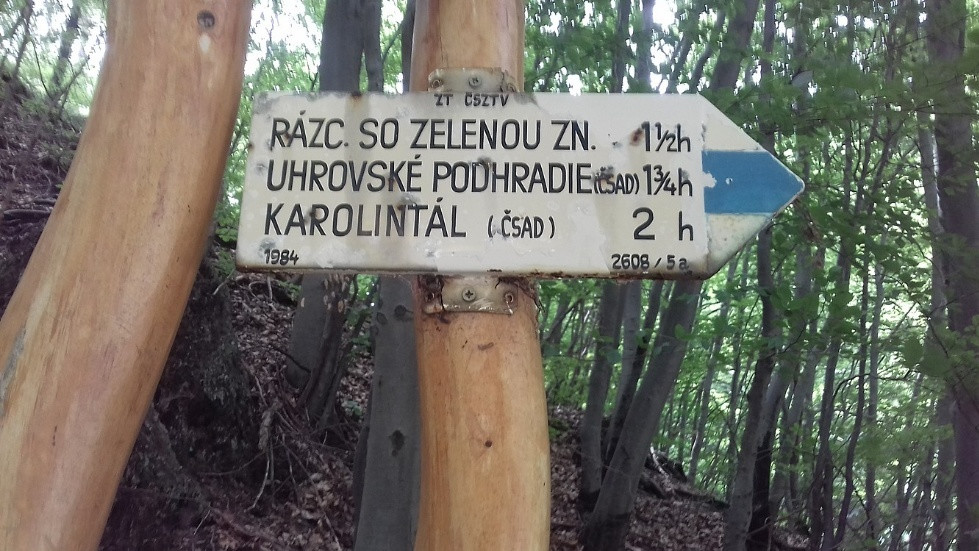 ZT ČSZTV
RÁZC. SO ZELENOU ZN. 1½h
UHROVSKÉ PODHRADIE (ČSAD) 1¾h
KAROLINTÁL (ČSAD) 2 h
1984 2608/5a